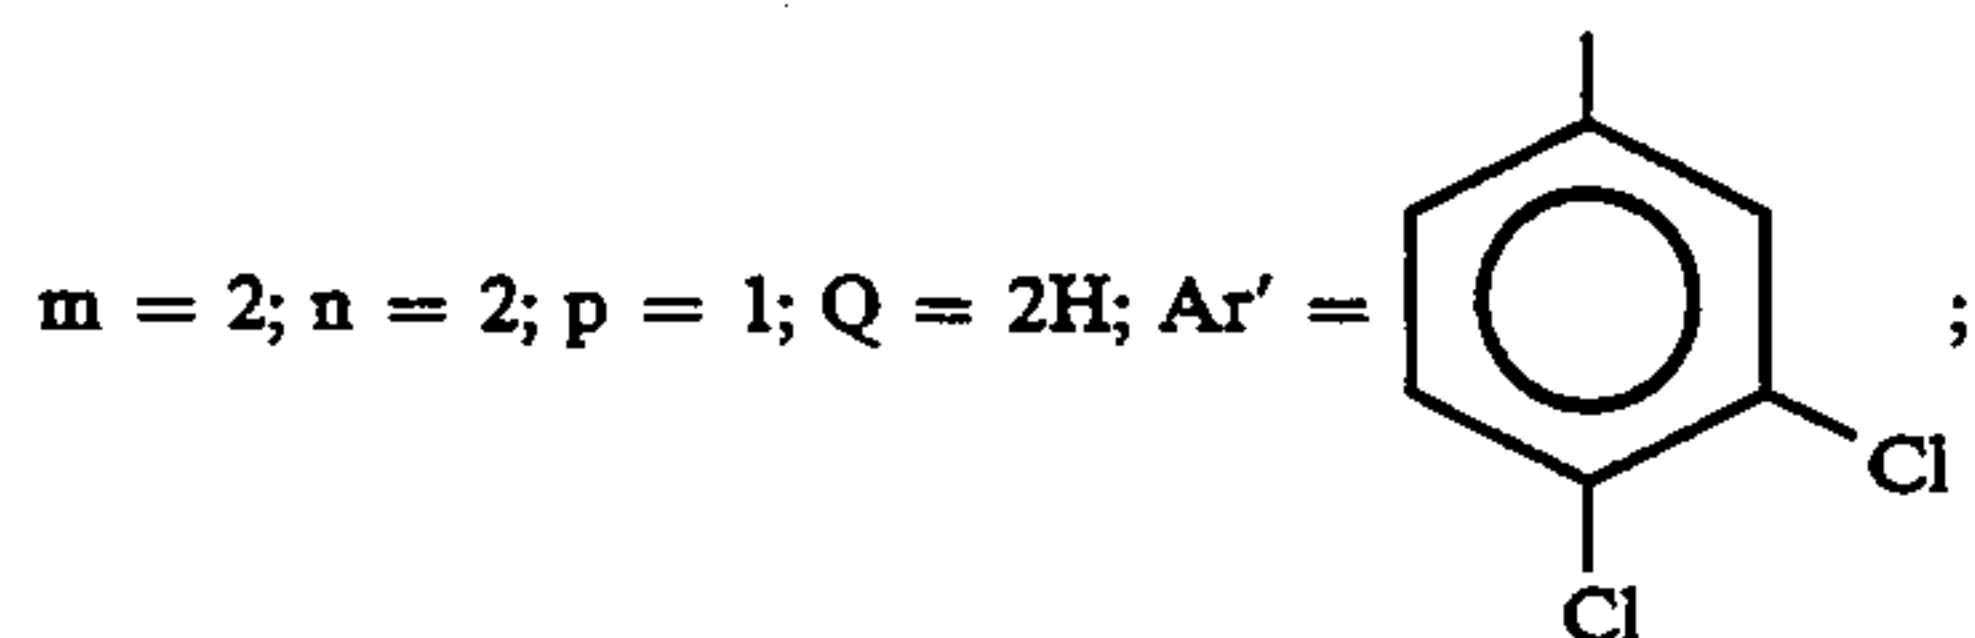 m = 2; n = 2; p = 1; Q = 2H; Ar′ = ;
Cl
Cl